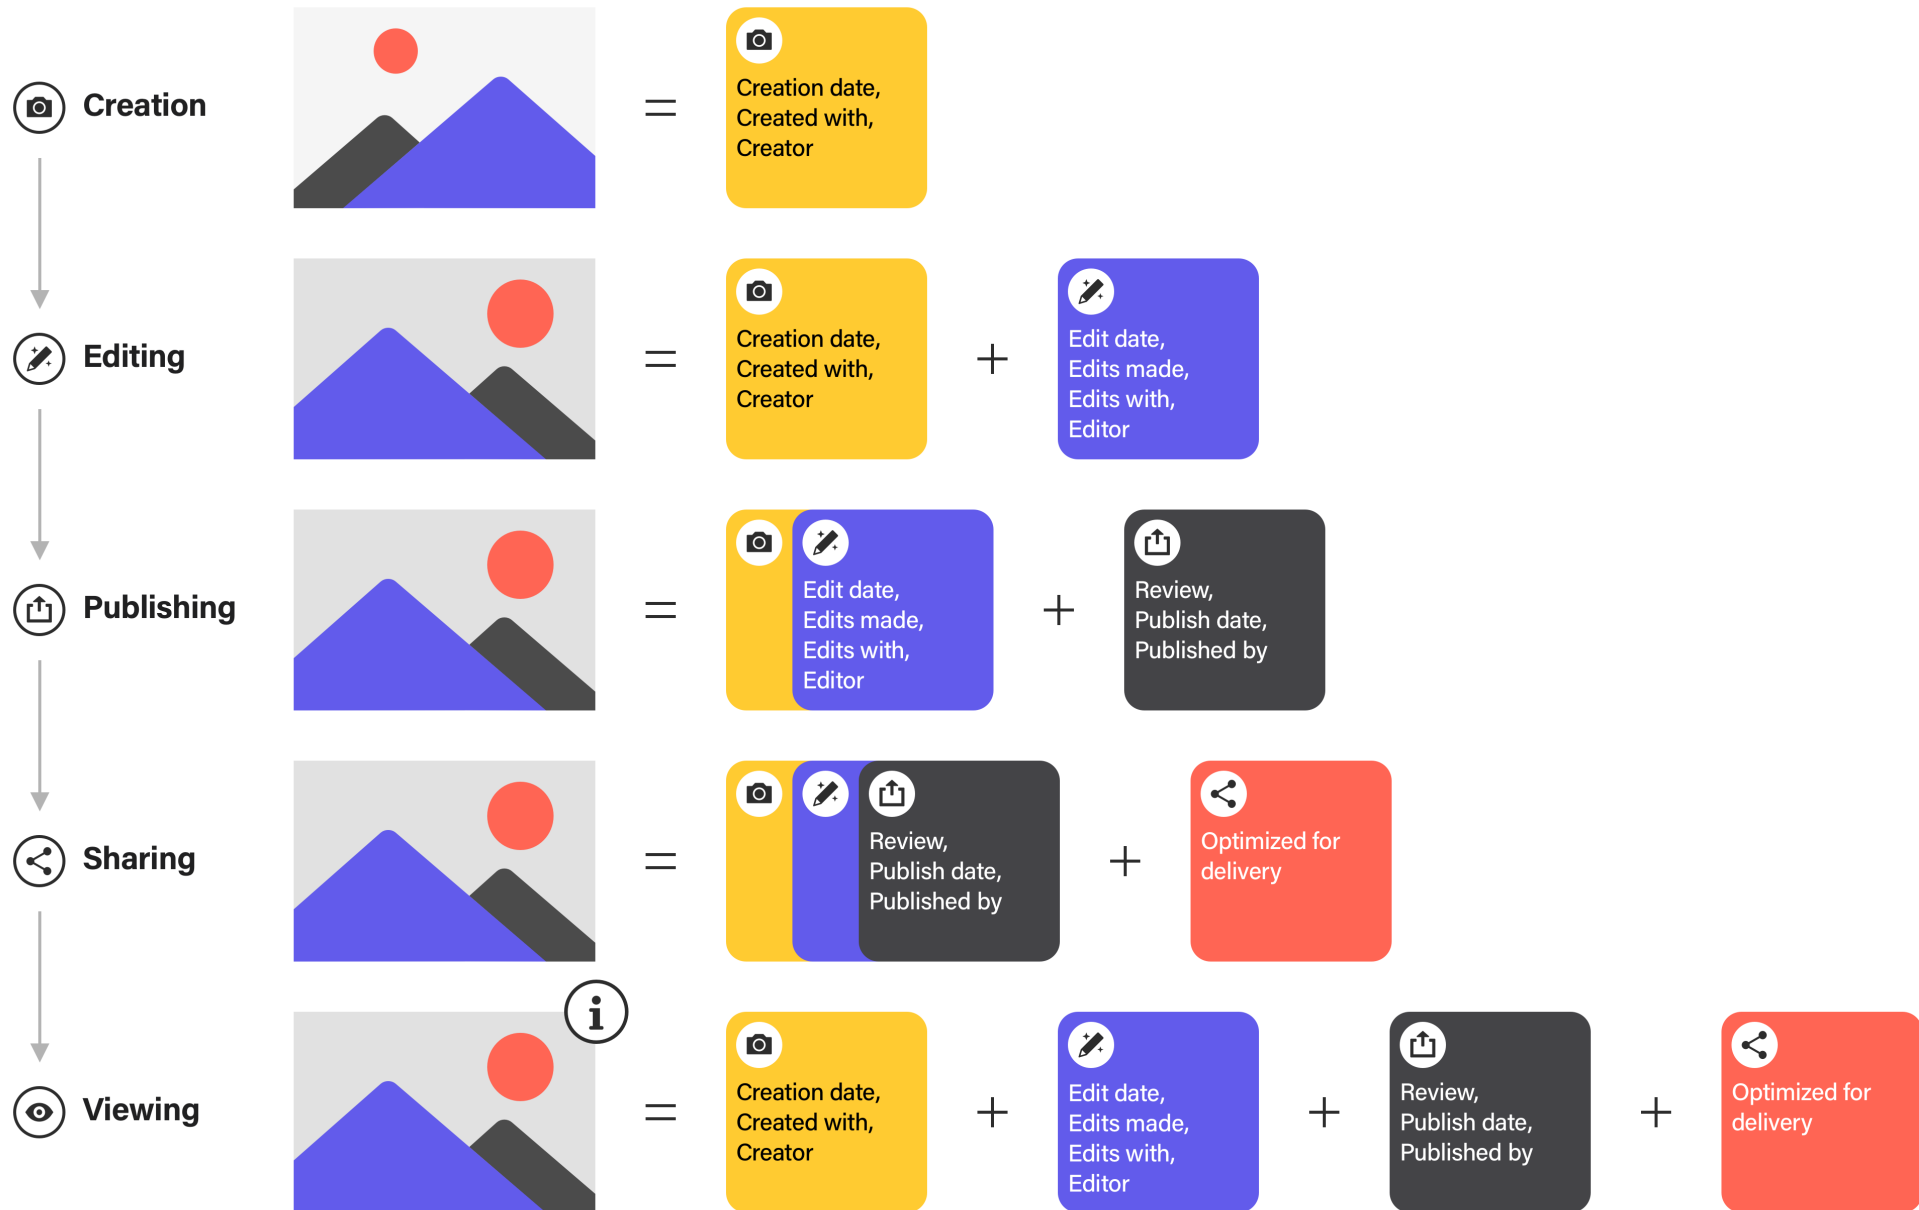 Creation
Creation date,
Created with,
Creator
Editing
Creation date,
Created with,
Creator
Edit date,
Edits made,
Edits with,
Editor
Publishing
Edit date,
Edits made,
Edits with,
Editor
Review,
Publish date,
Published by
Sharing
Review,
Publish date,
Published by
Optimized for
delivery
i
Viewing
Creation date,
Created with,
Creator
Edit date,
Edits made,
Edits with,
Editor
Review,
Publish date,
Published by
Optimized for
delivery